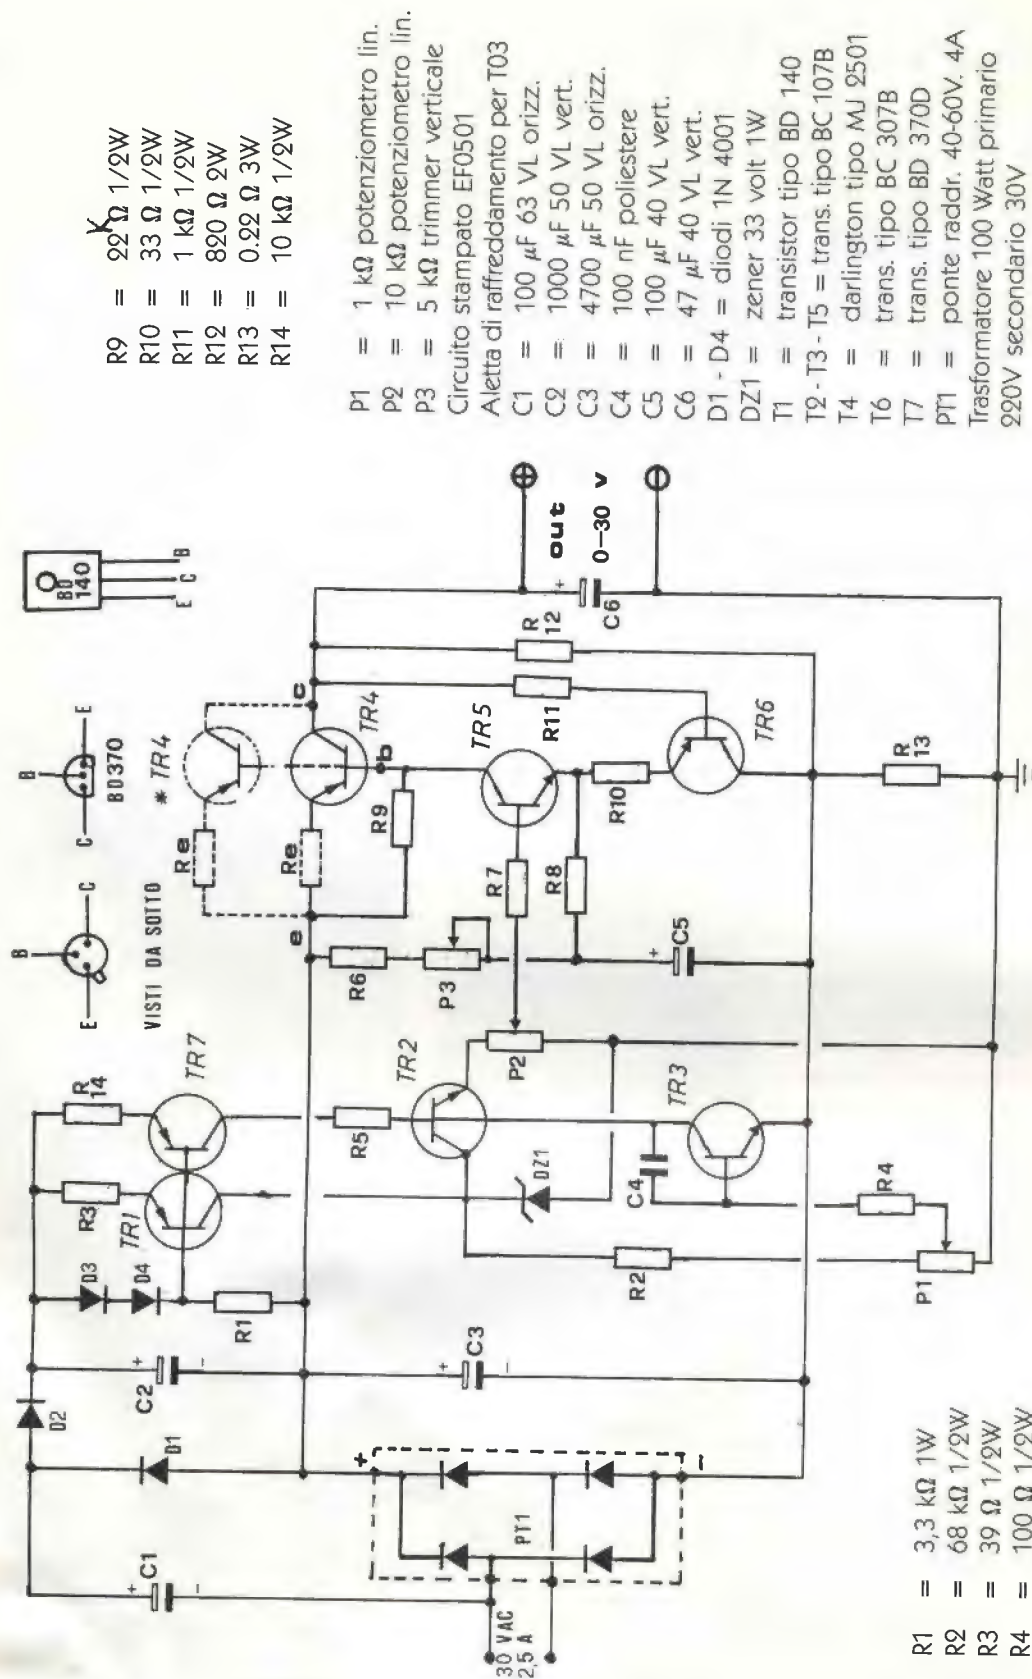 R9 = 22 K Ω 1/2W
R10 = 33 Ω 1/2W
R11 = 1 kΩ 1/2W
R12 = 820 Ω 2W
R13 = 0.22 Ω 3W
R14 = 10 kΩ 1/2W
P1 = 1 kΩ potenziometro lin.
P2 = 10 kΩ potenziometro lin.
P3 = 5 kΩ trimmer verticale
Circuito stampato EF0501
Aletta di raffreddamento per T03
C1 = 100 µF 63 VL orizz.
C2 = 1000 µF 50 VL vert.
C3 = 4700 µF 50 VL orizz.
C4 = 100 nF poliestere
C5 = 100 µF 40 VL vert.
C6 = 47 µF 40 VL vert.
D1 - D4 = diodi 1N 4001
DZ1 = zener 33 volt 1W
T1 = transistor tipo BD 140
T2 - T3 - T5 = trans. tipo BC 107B
T4 = darlington tipo MJ 2501
T6 = trans. tipo BC 307B
T7 = trans. tipo BD 370D
PT1 = ponte raddr. 40-60V. 4A
Trasformatore 100 Watt primario
220V secondario 30V
BD
140
E C B
B
C E
BD370
B
E C
VISTI DA SOTTO
* TR4
Re
c
TR4
Re
e
b
R9
R6
P3
R7
R8
TR5
R10
R11
R
12
TR6
C5
+
R
13
+
C6
out
0-30 V
⊕
⊖
R
14
TR7
R3
TR1
D3
D4
R1
R5
TR2
P2
DZ1
TR3
C4
R4
R2
P1
D2
C2
+
-
C3
+
-
D1
C1
+
-
PT1
+
-
30 VAC
2,5 A
R1 = 3,3 kΩ 1W
R2 = 68 kΩ 1/2W
R3 = 39 Ω 1/2W
R4 = 100 Ω 1/2W